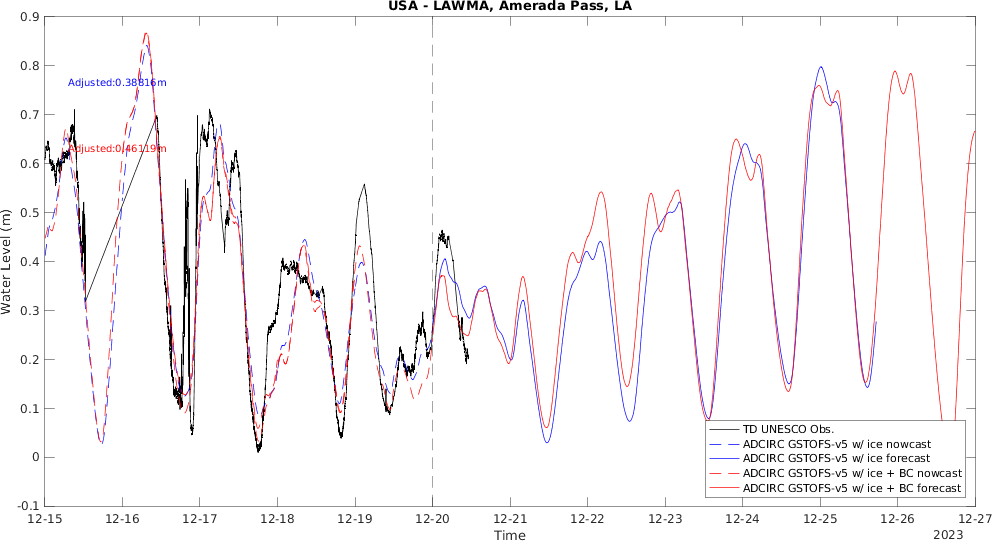 USA - LAWMA, Amerada Pass, LA
Water Level (m)
0.9
0.8
0.7
0.6
0.5
0.4
0.3
0.2
0.1
0
-0.1
Adjusted:0.38816m
Adjusted:0.46119m
TD UNESCO Obs.
ADCIRC GSTOFS-v5 w/ ice nowcast
ADCIRC GSTOFS-v5 w/ ice forecast
ADCIRC GSTOFS-v5 w/ ice + BC nowcast
ADCIRC GSTOFS-v5 w/ ice + BC forecast
12-15 12-16 12-17 12-18 12-19 12-20 12-21 12-22 12-23 12-24 12-25 12-26 12-27
Time
2023